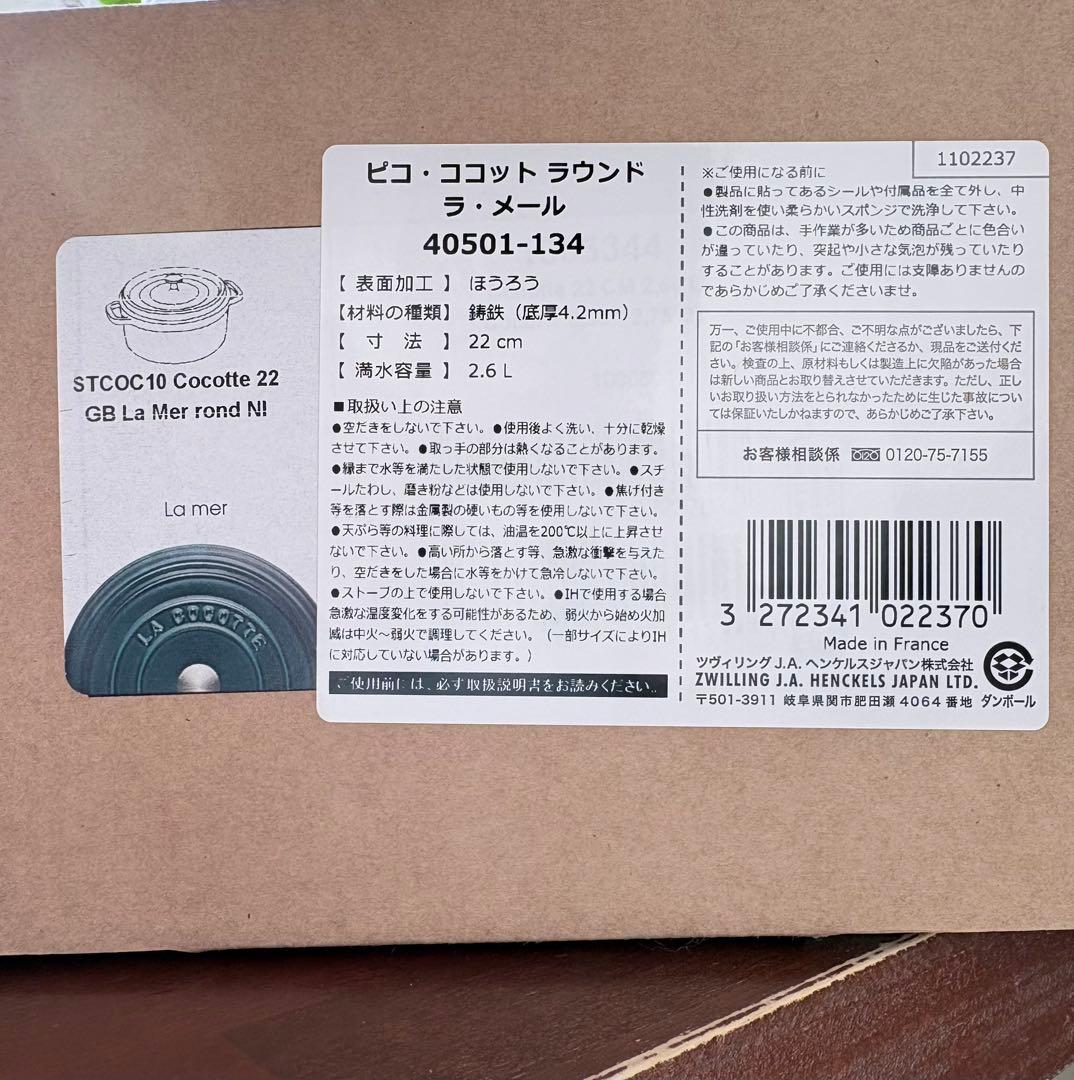 STCOC10 Cocotte 22
GB La Mer rond NI
La mer
LA COCOTTE
ピコ・ココット ラウンド
ラ・メール
40501-134
【 表面加工 】 ほうろう
【材料の種類】 鋳鉄（底厚4.2mm）
【 寸 法 】 22 cm
【 満水容量 】 2.6 L
■取扱い上の注意
●空だきをしないで下さい。●使用後よく洗い、十分に乾燥
させて下さい。●取っ手の部分は熱くなることがあります。
●縁まで水等を満たした状態で使用しないで下さい。●スチ
ールたわし、磨き粉などは使用しないで下さい。●焦げ付き
等を落とす際は金属製の硬いもの等を使用しないで下さい。
●天ぷら等の料理に際しては、油温を200℃以上に上昇させ
ないで下さい。●高い所から落とす等、急激な衝撃を与えた
り、空だきをした場合に水等をかけて急冷しないで下さい。
●ストーブの上で使用しないで下さい。●IHで使用する場合
急激な温度変化をする可能性があるため、弱火から始め火加
減は中火～弱火で調理してください。（一部サイズによりIH
に対応していない場合があります。）
ご使用前には、必ず取扱説明書をお読みください。
1102237
※ご使用になる前に
●製品に貼ってあるシールや付属品を全て外し、中
性洗剤を使い柔らかいスポンジで洗浄して下さい。
●この商品は、手作業が多いため商品ごとに色合い
が違っていたり、突起や小さな気泡が残っていたり
することがあります。ご使用には支障ありませんの
であらかじめご了承くださいませ。
万一、ご使用中に不都合、ご不明な点がございましたら、下
記の「お客様相談係」にご連絡くださるか、現品をご送付くだ
さい。検査の上、原材料もしくは製造上に欠陥があった場合
は新しい商品とお取り替えさせていただきます。ただし、正し
いお取り扱い方法をとられなかったために生じた事故につい
ては保証いたしかねますので、あらかじめご了承下さい。
お客様相談係 0120-75-7155
3 272341 022370
Made in France
ツヴィリング J.A. ヘンケルスジャパン株式会社
ZWILLING J.A. HENCKELS JAPAN LTD.
〒501-3911 岐阜県関市肥田瀬 4064 番地 ダンボール